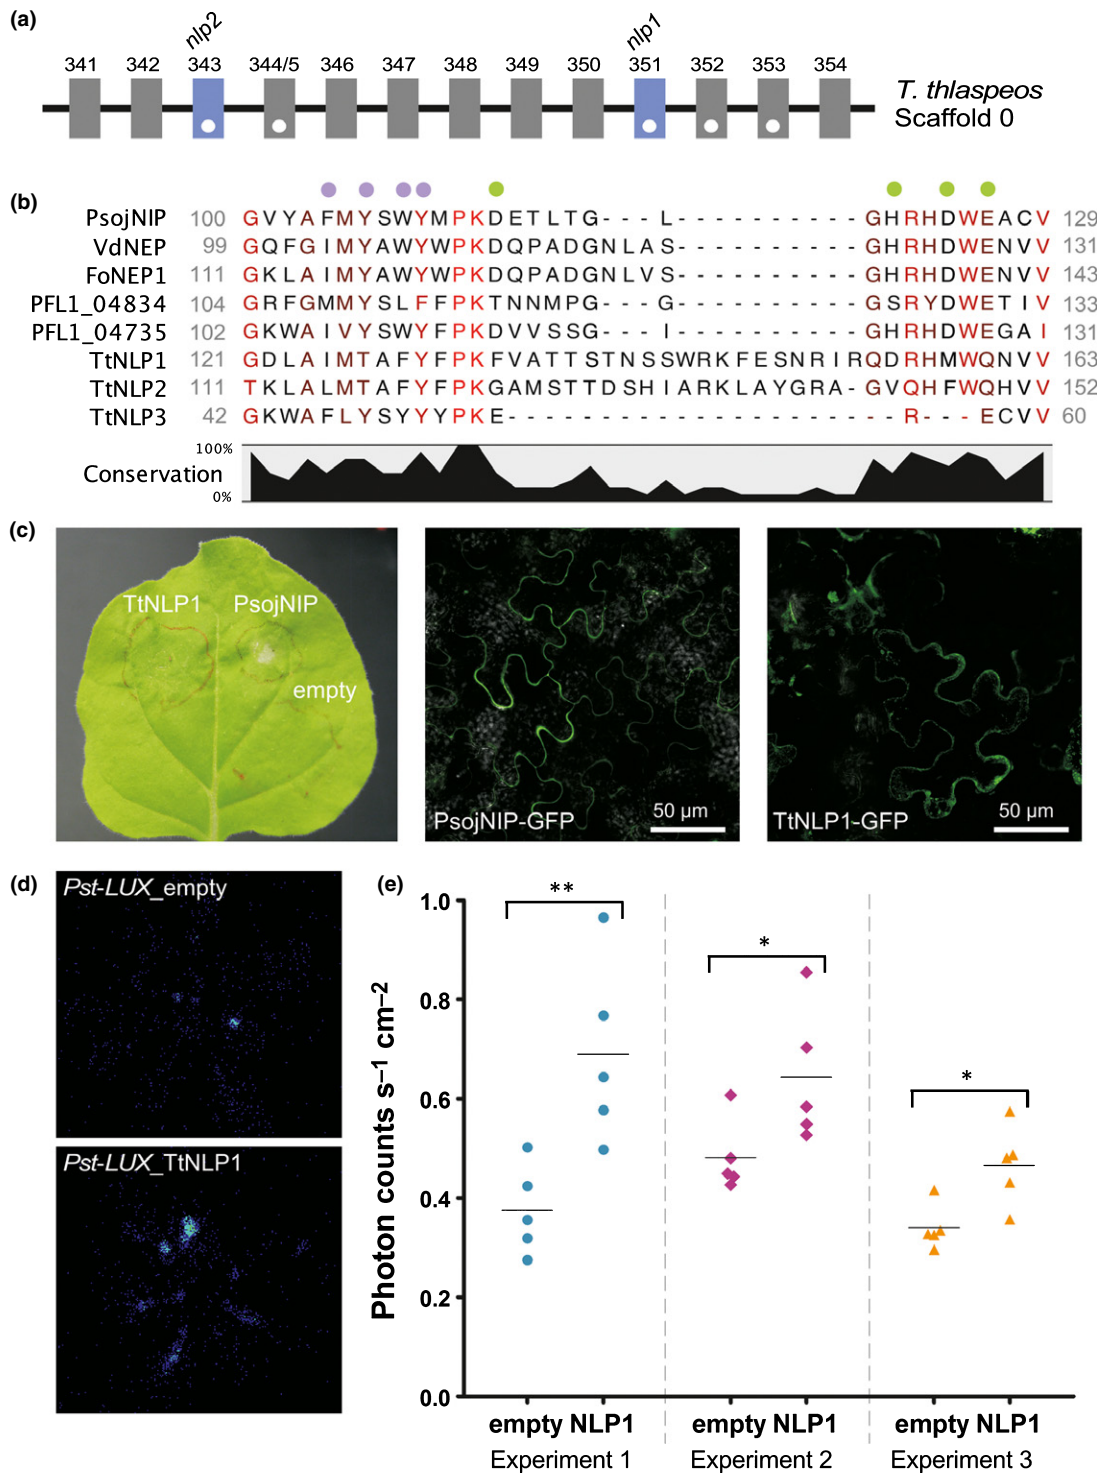 (a)
nlp2
nlp1
341 342 343 344/5 346 347 348 349 350 351 352 353 354
T. thlaspeos
Scaffold 0
(b)
PsojNIP 100 GVYAFMYSWYMPKDETLTG---L----------GHRHDWEACV 129
VdNEP 99 GQFGIMYAWYWPKDQPADGNLAS----------GHRHDWENVV 131
FoNEP1 111 GKLAIMYAWYWPKDQPADGNLVS----------GHRHDWENVV 143
PFL1_04834 104 GRFGMMYSLFFPKTNNMPG---G----------GSRYDWETIV 133
PFL1_04735 102 GKWAIVYSWYFPKDVVSSG---I----------GHRHDWEGAI 131
TtNLP1 121 GDLAIMTAFYFPKFVATTSTNSSWRKFESNRIRQDRHMWQNVV 163
TtNLP2 111 TKLALMTAFYFPKGAMSTTDSHIARKLAYGRA-GVQHFWQHVV 152
TtNLP3 42 GKWAFLYSYYYPKE---------------------R---ECVV 60
100%
Conservation
0%
(c)
TtNLP1 PsojNIP
empty
PsojNIP-GFP 50 µm
TtNLP1-GFP 50 µm
(d)
Pst-LUX_empty
Pst-LUX_TtNLP1
(e)
Photon counts s⁻¹ cm⁻²
1.0
0.8
0.6
0.4
0.2
0.0
**
*
*
empty NLP1 empty NLP1 empty NLP1
Experiment 1 Experiment 2 Experiment 3